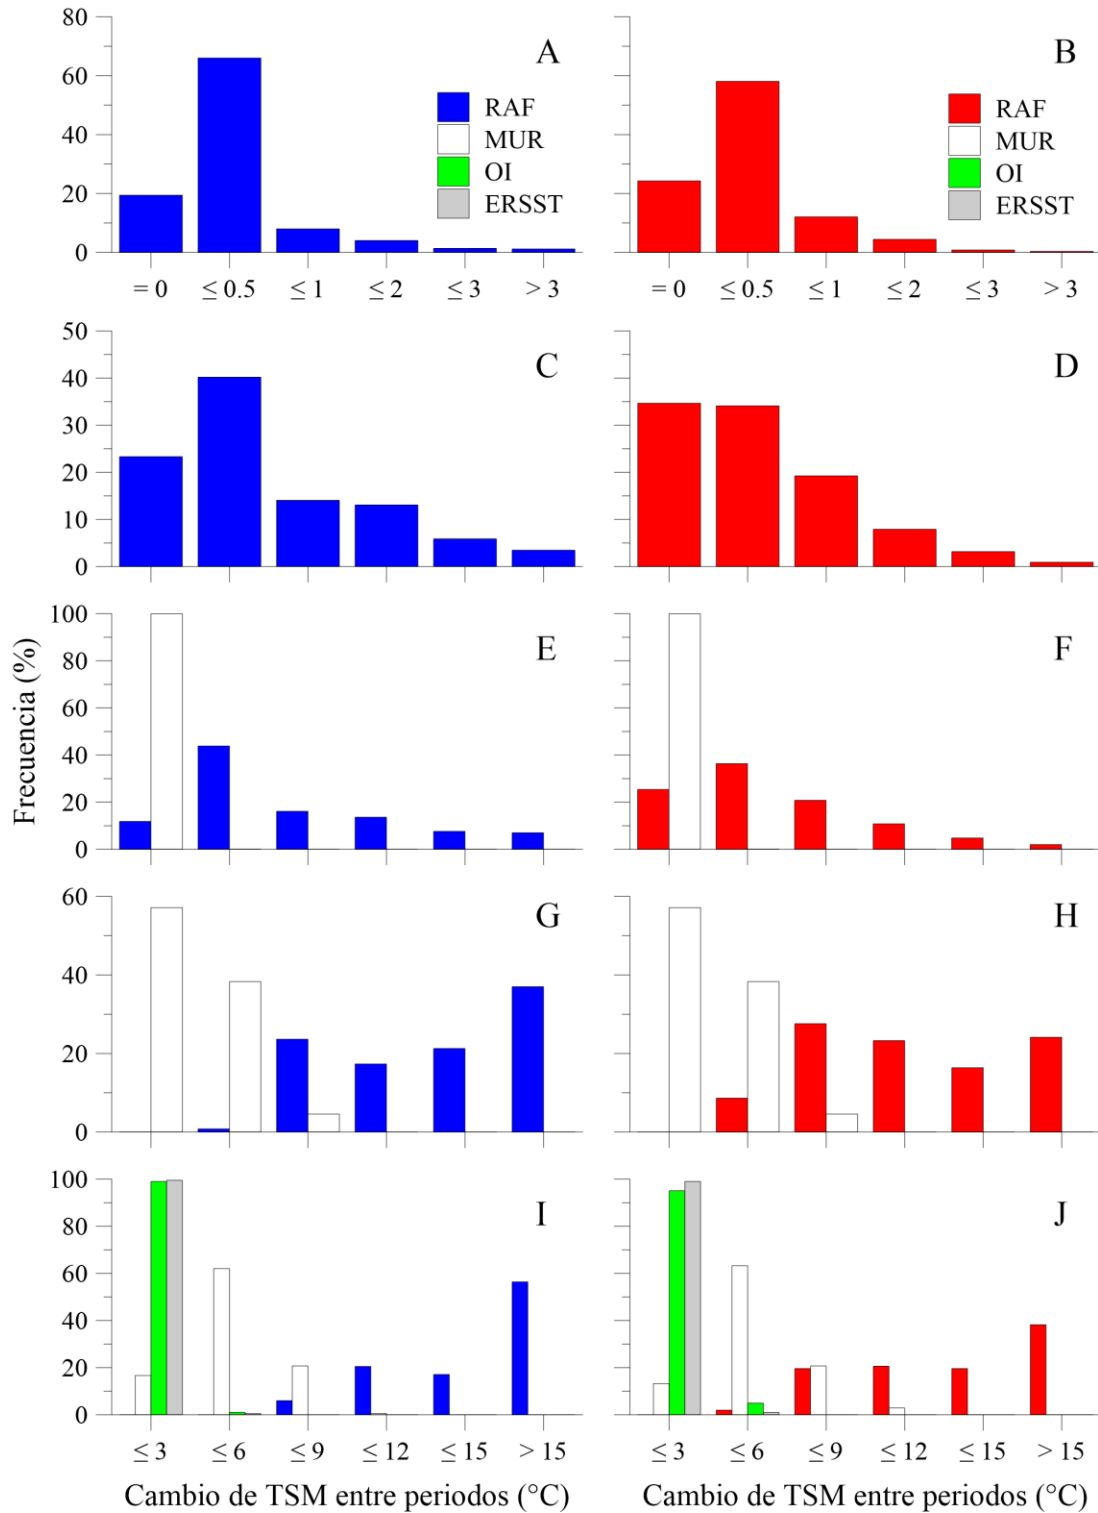 80
60
40
20
0
A
RAF
MUR
OI
ERSST
= 0
≤ 0.5
≤ 1
≤ 2
≤ 3
> 3
B
RAF
MUR
OI
ERSST
= 0
≤ 0.5
≤ 1
≤ 2
≤ 3
> 3
50
40
30
20
10
0
C
D
Frecuencia (%)
100
80
60
40
20
0
E
F
60
40
20
0
G
H
100
80
60
40
20
0
I
J
≤ 3
≤ 6
≤ 9
≤ 12
≤ 15
> 15
≤ 3
≤ 6
≤ 9
≤ 12
≤ 15
> 15
Cambio de TSM entre periodos (°C)
Cambio de TSM entre periodos (°C)